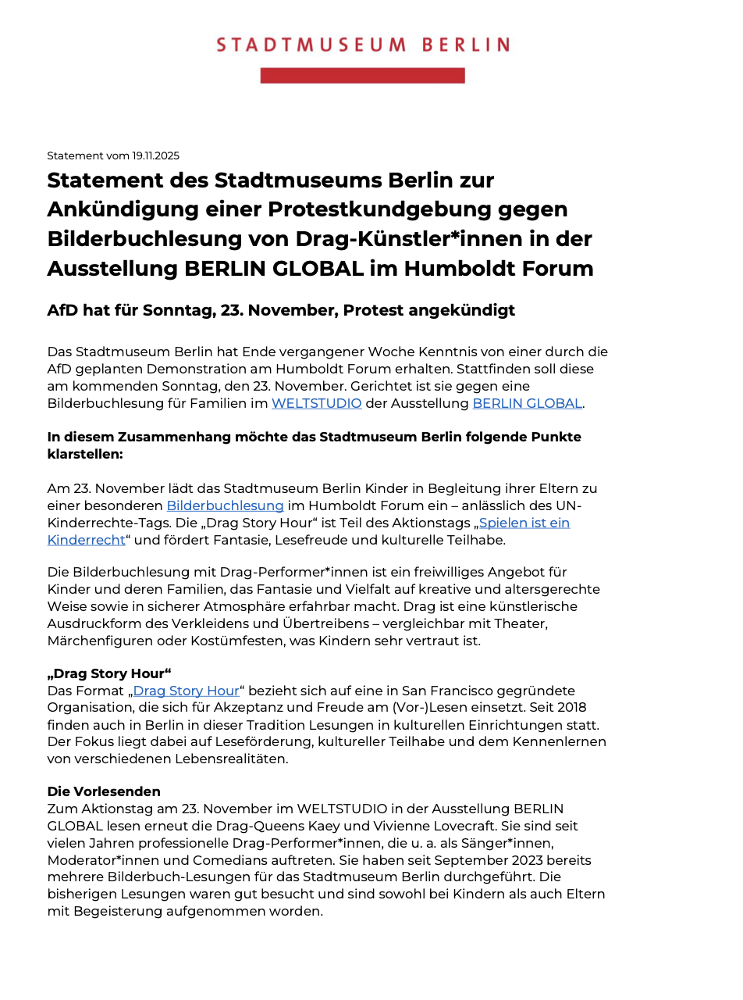 STADTMUSEUM BERLIN
Statement vom 19.11.2025
Statement des Stadtmuseums Berlin zur
Ankündigung einer Protestkundgebung gegen
Bilderbuchlesung von Drag-Künstler*innen in der
Ausstellung BERLIN GLOBAL im Humboldt Forum
AfD hat für Sonntag, 23. November, Protest angekündigt
Das Stadtmuseum Berlin hat Ende vergangener Woche Kenntnis von einer durch die
AfD geplanten Demonstration am Humboldt Forum erhalten. Stattfinden soll diese
am kommenden Sonntag, den 23. November. Gerichtet ist sie gegen eine
Bilderbuchlesung für Familien im WELTSTUDIO der Ausstellung BERLIN GLOBAL.
In diesem Zusammenhang möchte das Stadtmuseum Berlin folgende Punkte
klarstellen:
Am 23. November lädt das Stadtmuseum Berlin Kinder in Begleitung ihrer Eltern zu
einer besonderen Bilderbuchlesung im Humboldt Forum ein – anlässlich des UN-
Kinderrechte-Tags. Die „Drag Story Hour“ ist Teil des Aktionstags „Spielen ist ein
Kinderrecht“ und fördert Fantasie, Lesefreude und kulturelle Teilhabe.
Die Bilderbuchlesung mit Drag-Performer*innen ist ein freiwilliges Angebot für
Kinder und deren Familien, das Fantasie und Vielfalt auf kreative und altersgerechte
Weise sowie in sicherer Atmosphäre erfahrbar macht. Drag ist eine künstlerische
Ausdruckform des Verkleidens und Übertreibens – vergleichbar mit Theater,
Märchenfiguren oder Kostümfesten, was Kindern sehr vertraut ist.
„Drag Story Hour“
Das Format „Drag Story Hour“ bezieht sich auf eine in San Francisco gegründete
Organisation, die sich für Akzeptanz und Freude am (Vor-)Lesen einsetzt. Seit 2018
finden auch in Berlin in dieser Tradition Lesungen in kulturellen Einrichtungen statt.
Der Fokus liegt dabei auf Leseförderung, kultureller Teilhabe und dem Kennenlernen
von verschiedenen Lebensrealitäten.
Die Vorlesenden
Zum Aktionstag am 23. November im WELTSTUDIO in der Ausstellung BERLIN
GLOBAL lesen erneut die Drag-Queens Kaey und Vivienne Lovecraft. Sie sind seit
vielen Jahren professionelle Drag-Performer*innen, die u. a. als Sänger*innen,
Moderator*innen und Comedians auftreten. Sie haben seit September 2023 bereits
mehrere Bilderbuch-Lesungen für das Stadtmuseum Berlin durchgeführt. Die
bisherigen Lesungen waren gut besucht und sind sowohl bei Kindern als auch Eltern
mit Begeisterung aufgenommen worden.